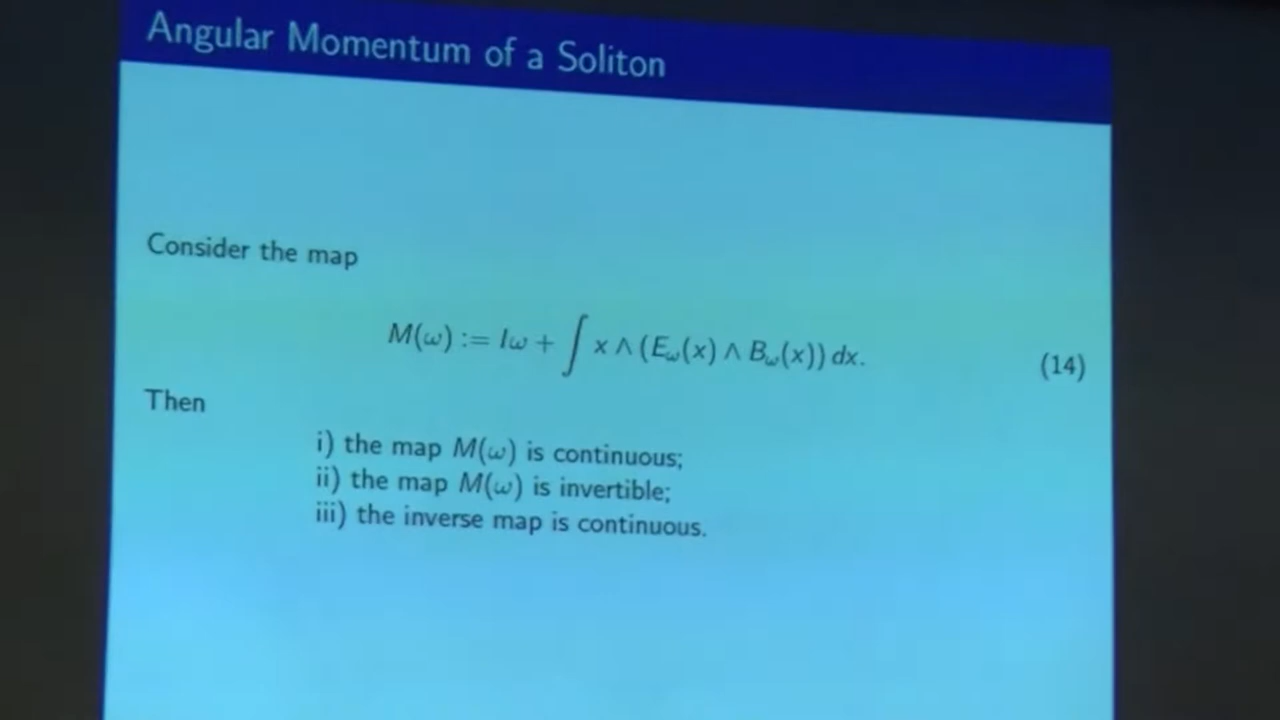 Angular Momentum of a Soliton
Consider the map
M(ω) := Iω + ∫ x ∧ (E_ω(x) ∧ B_ω(x)) dx. (14)
Then
i) the map M(ω) is continuous;
ii) the map M(ω) is invertible;
iii) the inverse map is continuous.